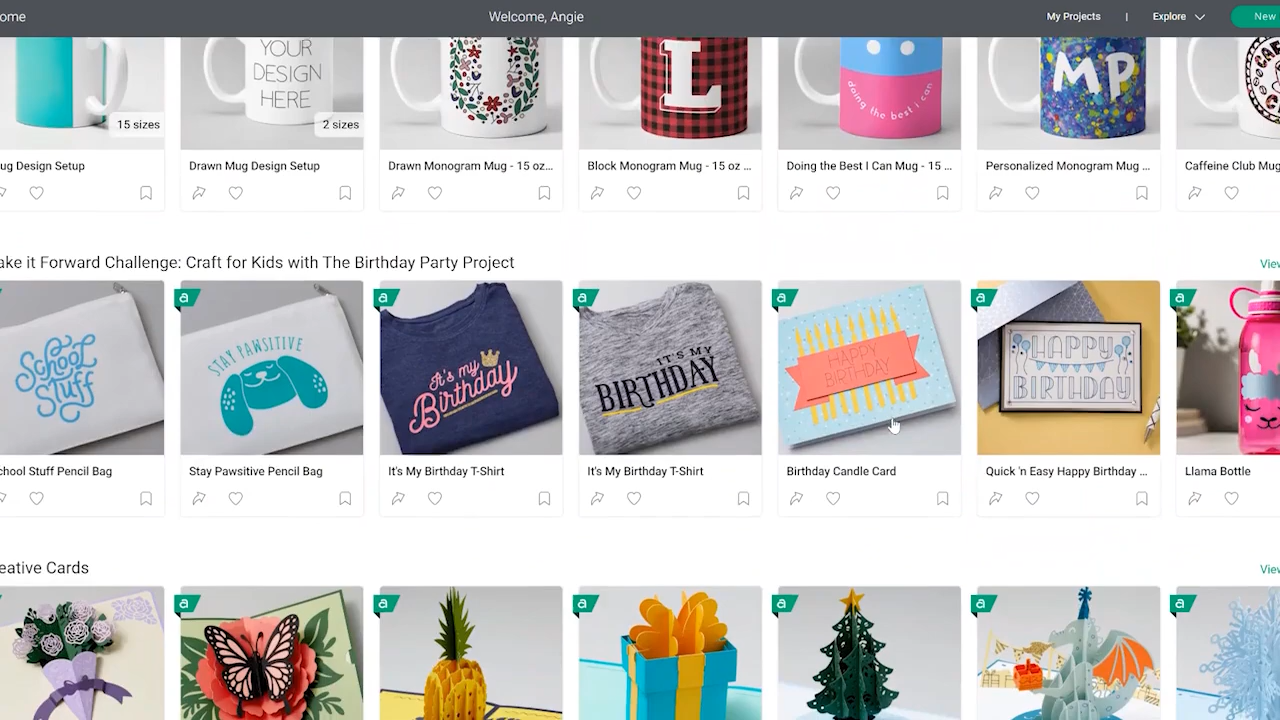 ome
Welcome, Angie
My Projects | Explore
New
YOUR
DESIGN
HERE
L
doing the best i can
MP
15 sizes
2 sizes
ug Design Setup
Drawn Mug Design Setup
Drawn Monogram Mug - 15 oz...
Block Monogram Mug - 15 oz ...
Doing the Best I Can Mug - 15 ...
Personalized Monogram Mug ...
Caffeine Club Mug
ake it Forward Challenge: Craft for Kids with The Birthday Party Project
View
a
a
a
a
a
a
School
Stuff
STAY PAWSITIVE
It's my
Birthday
IT'S MY
BIRTHDAY
HAPPY
BIRTHDAY
HAPPY
BIRTHDAY
chool Stuff Pencil Bag
Stay Pawsitive Pencil Bag
It's My Birthday T-Shirt
It's My Birthday T-Shirt
Birthday Candle Card
Quick 'n Easy Happy Birthday ...
Llama Bottle
eative Cards
View
a
a
a
a
a
a